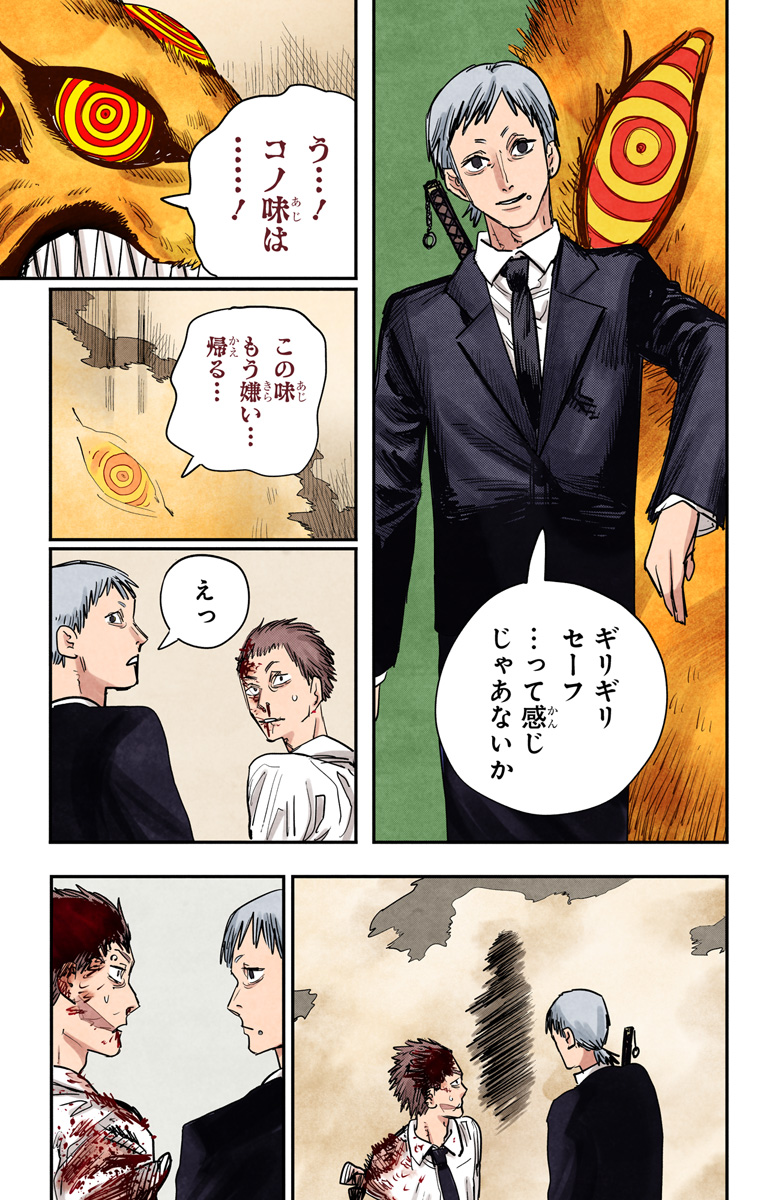 ギリギリ
セーフ
…って感じ
じゃあないか
う…！
コノ味は
……！
この味
もう嫌い…
帰る…
えっ